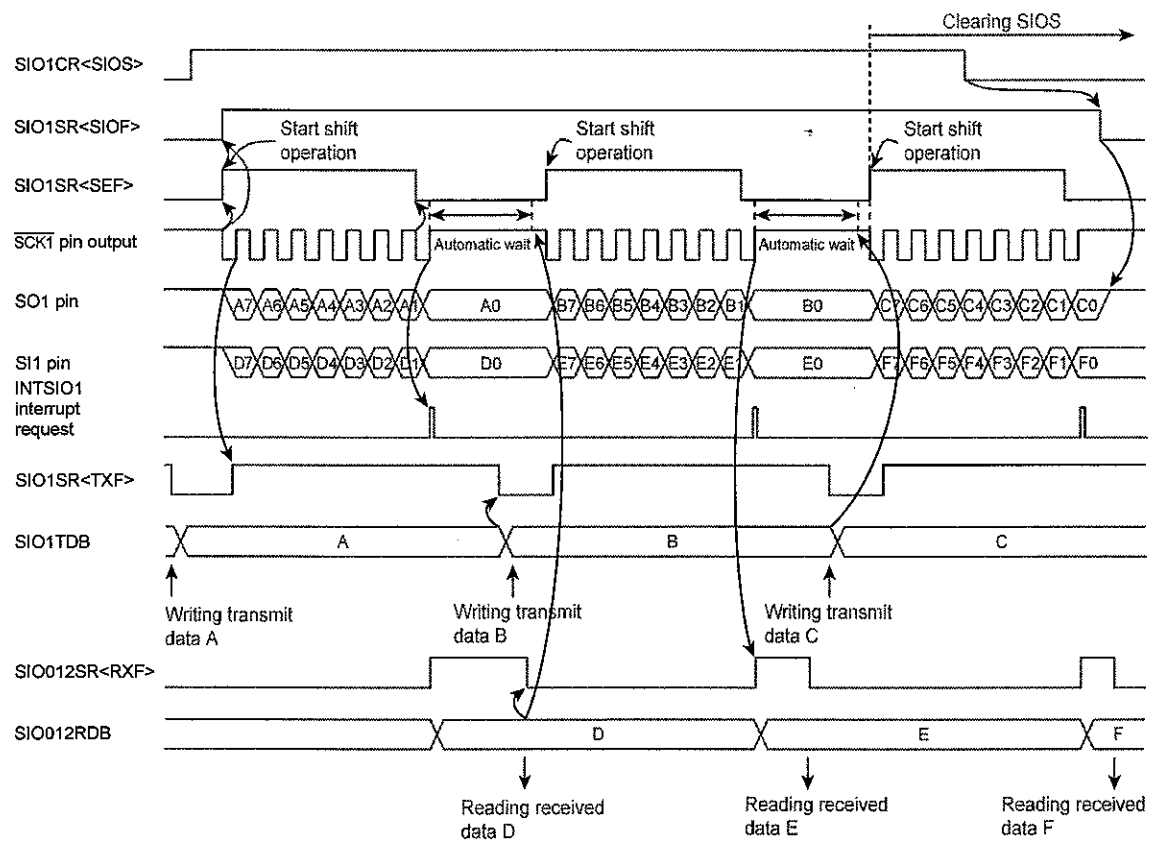 Clearing SIOS
SIO1CR<SIOS>
SIO1SR<SIOF>
Start shift
operation
Start shift
operation
Start shift
operation
SIO1SR<SEF>
SCK1 pin output
Automatic wait
Automatic wait
SO1 pin
A7 A6 A5 A4 A3 A2 A1 A0 B7 B6 B5 B4 B3 B2 B1 B0 C7 C6 C5 C4 C3 C2 C1 C0
SI1 pin
D7 D6 D5 D4 D3 D2 D1 D0 E7 E6 E5 E4 E3 E2 E1 E0 F7 F6 F5 F4 F3 F2 F1 F0
INTSIO1
interrupt
request
SIO1SR<TXF>
SIO1TDB
A B C
Writing transmit
data A
Writing transmit
data B
Writing transmit
data C
SIO012SR<RXF>
SIO012RDB
D E F
Reading received
data D
Reading received
data E
Reading received
data F